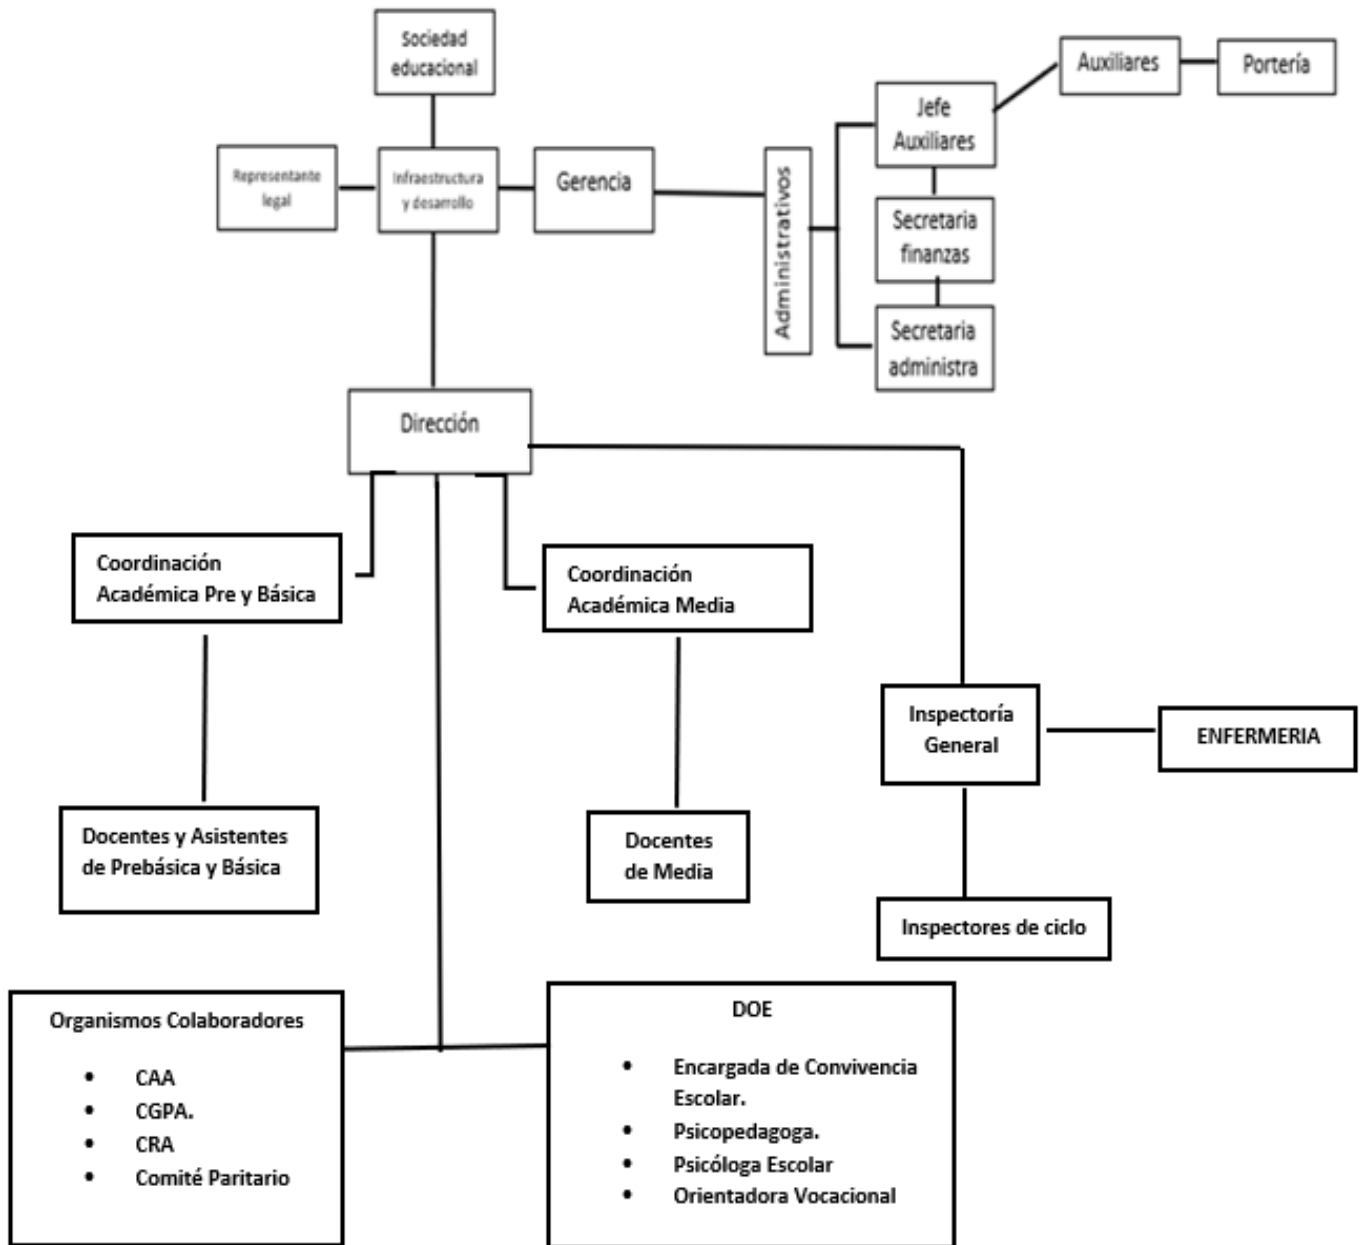 Sociedad
educacional
Auxiliares
Portería
Jefe
Auxiliares
Representante
legal
Infraestructura
y desarrollo
Gerencia
Administrativos
Secretaria
finanzas
Secretaria
administra
Dirección
Coordinación
Académica Pre y Básica
Coordinación
Académica Media
Inspectoría
General
ENFERMERIA
Docentes y Asistentes
de Prebásica y Básica
Docentes
de Media
Inspectores de ciclo
Organismos Colaboradores
• CAA
• CGPA.
• CRA
• Comité Paritario
DOE
• Encargada de Convivencia
Escolar.
• Psicopedagoga.
• Psicóloga Escolar
• Orientadora Vocacional